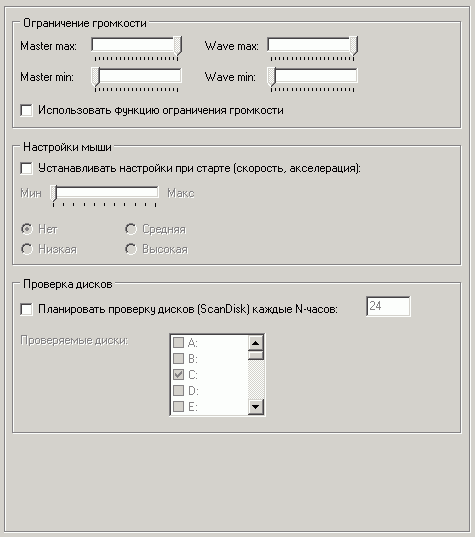 Ограничение громкости
Master max: Wave max:
Master min: Wave min:
Использовать функцию ограничения громкости
Настройки мыши
Устанавливать настройки при старте (скорость, акселерация):
Мин Макс
Нет Средняя
Низкая Высокая
Проверка дисков
Планировать проверку дисков (ScanDisk) каждые N-часов: 24
Проверяемые диски: A:
B:
C:
D:
E: